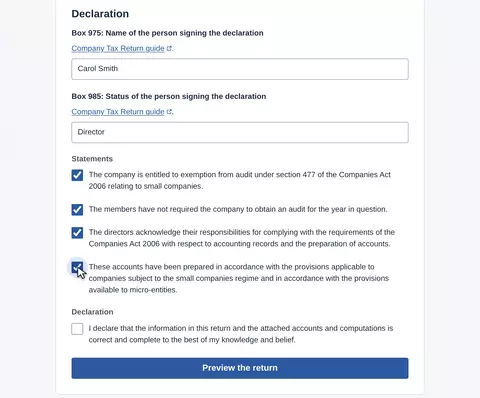 Declaration
Box 975: Name of the person signing the declaration
Company Tax Return guide.
Carol Smith
Box 985: Status of the person signing the declaration
Company Tax Return guide.
Director
Statements
The company is entitled to exemption from audit under section 477 of the Companies Act
2006 relating to small companies.
The members have not required the company to obtain an audit for the year in question.
The directors acknowledge their responsibilities for complying with the requirements of the
Companies Act 2006 with respect to accounting records and the preparation of accounts.
These accounts have been prepared in accordance with the provisions applicable to
companies subject to the small companies regime and in accordance with the provisions
available to micro-entities.
Declaration
I declare that the information in this return and the attached accounts and computations is
correct and complete to the best of my knowledge and belief.
Preview the return